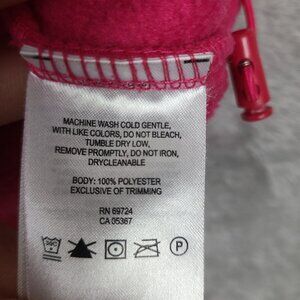 MACHINE WASH COLD GENTLE,
WITH LIKE COLORS, DO NOT BLEACH,
TUMBLE DRY LOW,
REMOVE PROMPTLY, DO NOT IRON,
DRYCLEANABLE
BODY: 100% POLYESTER
EXCLUSIVE OF TRIMMING
RN 69724
CA 05367
P